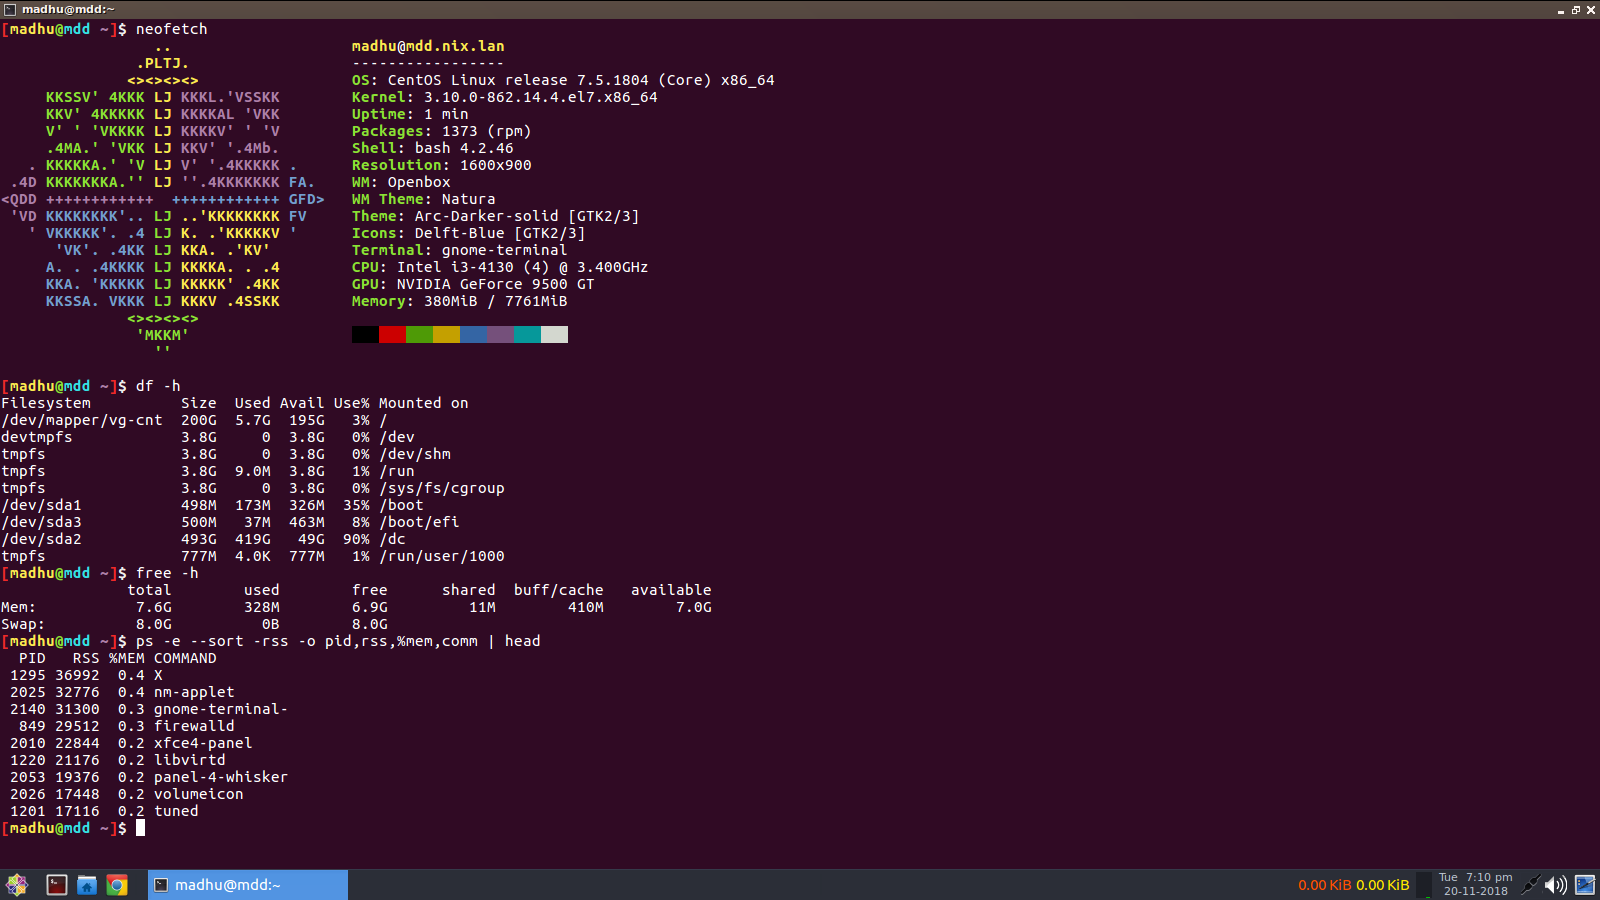 madhu@mdd:~
[madhu@mdd ~]$ neofetch
..
.PLTJ.
<><><><>
KKSSV' 4KKK LJ KKKL.'VSSKK
KKV' 4KKKKK LJ KKKKAL 'VKK
V' ' 'VKKKK LJ KKKKV' ' 'V
.4MA.' 'VKK LJ KKV' '.4Mb.
. KKKKKA.' 'V LJ V' '.4KKKKK .
.4D KKKKKKKA.'' LJ ''.4KKKKKKK FA.
<QDD ++++++++++++  ++++++++++++ GFD>
'VD KKKKKKKK'.. LJ ..'KKKKKKKK FV
' VKKKKK'. .4 LJ K. .'KKKKKV '
'VK'. .4KK LJ KKA. .'KV'
A. . .4KKKK LJ KKKKA. . .4
KKA. 'KKKKK LJ KKKKK' .4KK
KKSSA. VKKK LJ KKKV .4SSKK
<><><><>
'MKKM'
''
madhu@mdd.nix.lan
-----------------
OS: CentOS Linux release 7.5.1804 (Core) x86_64
Kernel: 3.10.0-862.14.4.el7.x86_64
Uptime: 1 min
Packages: 1373 (rpm)
Shell: bash 4.2.46
Resolution: 1600x900
WM: Openbox
WM Theme: Natura
Theme: Arc-Darker-solid [GTK2/3]
Icons: Delft-Blue [GTK2/3]
Terminal: gnome-terminal
CPU: Intel i3-4130 (4) @ 3.400GHz
GPU: NVIDIA GeForce 9500 GT
Memory: 380MiB / 7761MiB
[madhu@mdd ~]$ df -h
Filesystem          Size  Used Avail Use% Mounted on
/dev/mapper/vg-cnt  200G  5.7G  195G   3% /
devtmpfs            3.8G     0  3.8G   0% /dev
tmpfs               3.8G     0  3.8G   0% /dev/shm
tmpfs               3.8G  9.0M  3.8G   1% /run
tmpfs               3.8G     0  3.8G   0% /sys/fs/cgroup
/dev/sda1           498M  173M  326M  35% /boot
/dev/sda3           500M   37M  463M   8% /boot/efi
/dev/sda2           493G  419G   49G  90% /dc
tmpfs               777M  4.0K  777M   1% /run/user/1000
[madhu@mdd ~]$ free -h
              total        used        free      shared  buff/cache   available
Mem:           7.6G        328M        6.9G         11M        410M        7.0G
Swap:          8.0G          0B        8.0G
[madhu@mdd ~]$ ps -e --sort -rss -o pid,rss,%mem,comm | head
  PID   RSS %MEM COMMAND
 1295 36992  0.4 X
 2025 32776  0.4 nm-applet
 2140 31300  0.3 gnome-terminal-
  849 29512  0.3 firewalld
 2010 22844  0.2 xfce4-panel
 1220 21176  0.2 libvirtd
 2053 19376  0.2 panel-4-whisker
 2026 17448  0.2 volumeicon
 1201 17116  0.2 tuned
[madhu@mdd ~]$
madhu@mdd:~
0.00 KiB 0.00 KiB
Tue 7:10 pm
20-11-2018